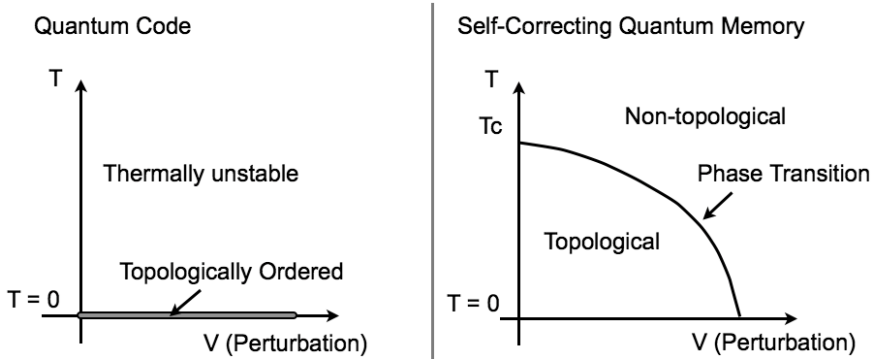 Quantum Code
T
Thermally unstable
Topologically Ordered
T = 0
V (Perturbation)
Self-Correcting Quantum Memory
T
Tc
Non-topological
Phase Transition
Topological
T = 0
V (Perturbation)